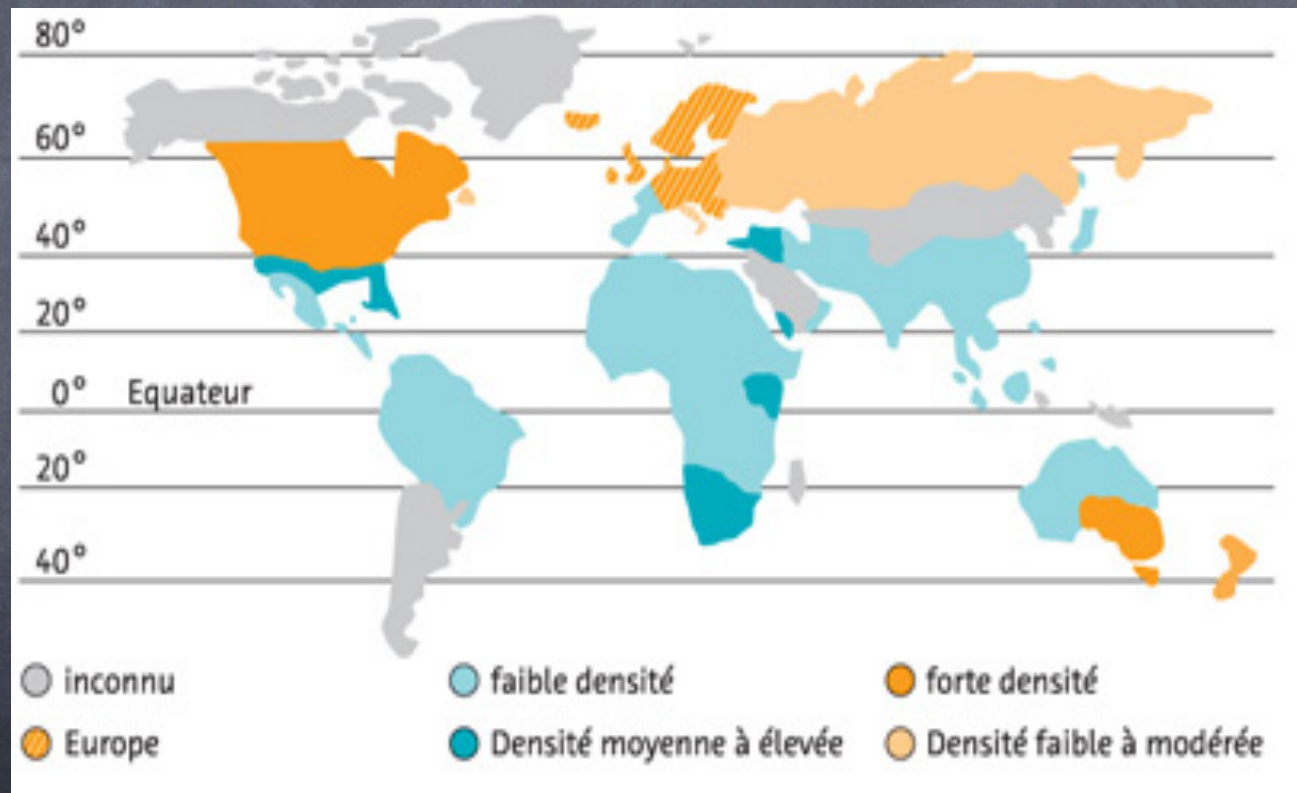 80°
60°
40°
20°
0° Equateur
20°
40°
inconnu
faible densité
forte densité
Europe
Densité moyenne à élevée
Densité faible à modérée